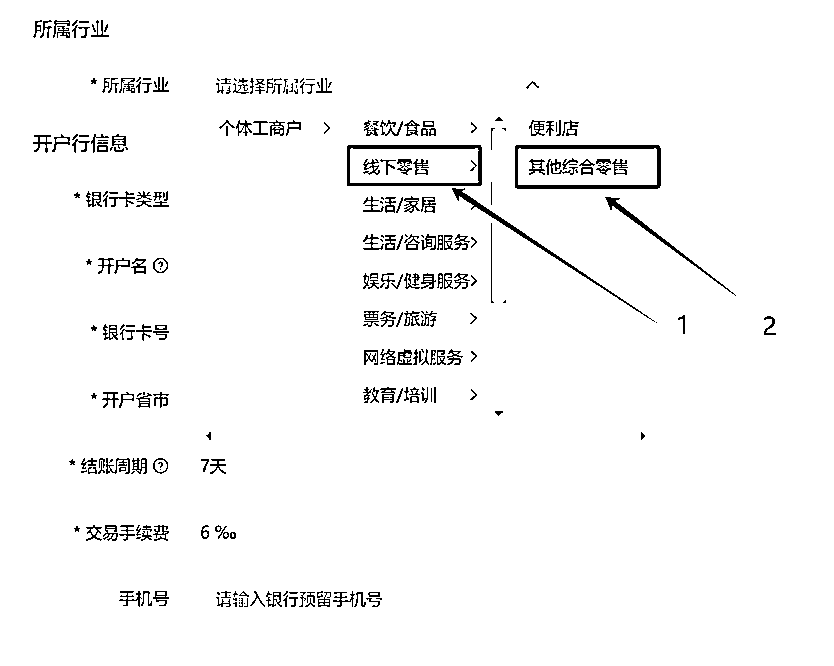 所属行业
* 所属行业 请选择所属行业
个体工商户 餐饮/食品 便利店
开户行信息
线下零售 其他综合零售
* 银行卡类型 生活/家居
生活/咨询服务
* 开户名 娱乐/健身服务
票务/旅游 1 2
* 银行卡号
网络虚拟服务
* 开户省市 教育/培训
* 结账周期 7天
* 交易手续费 6 ‰
手机号 请输入银行预留手机号